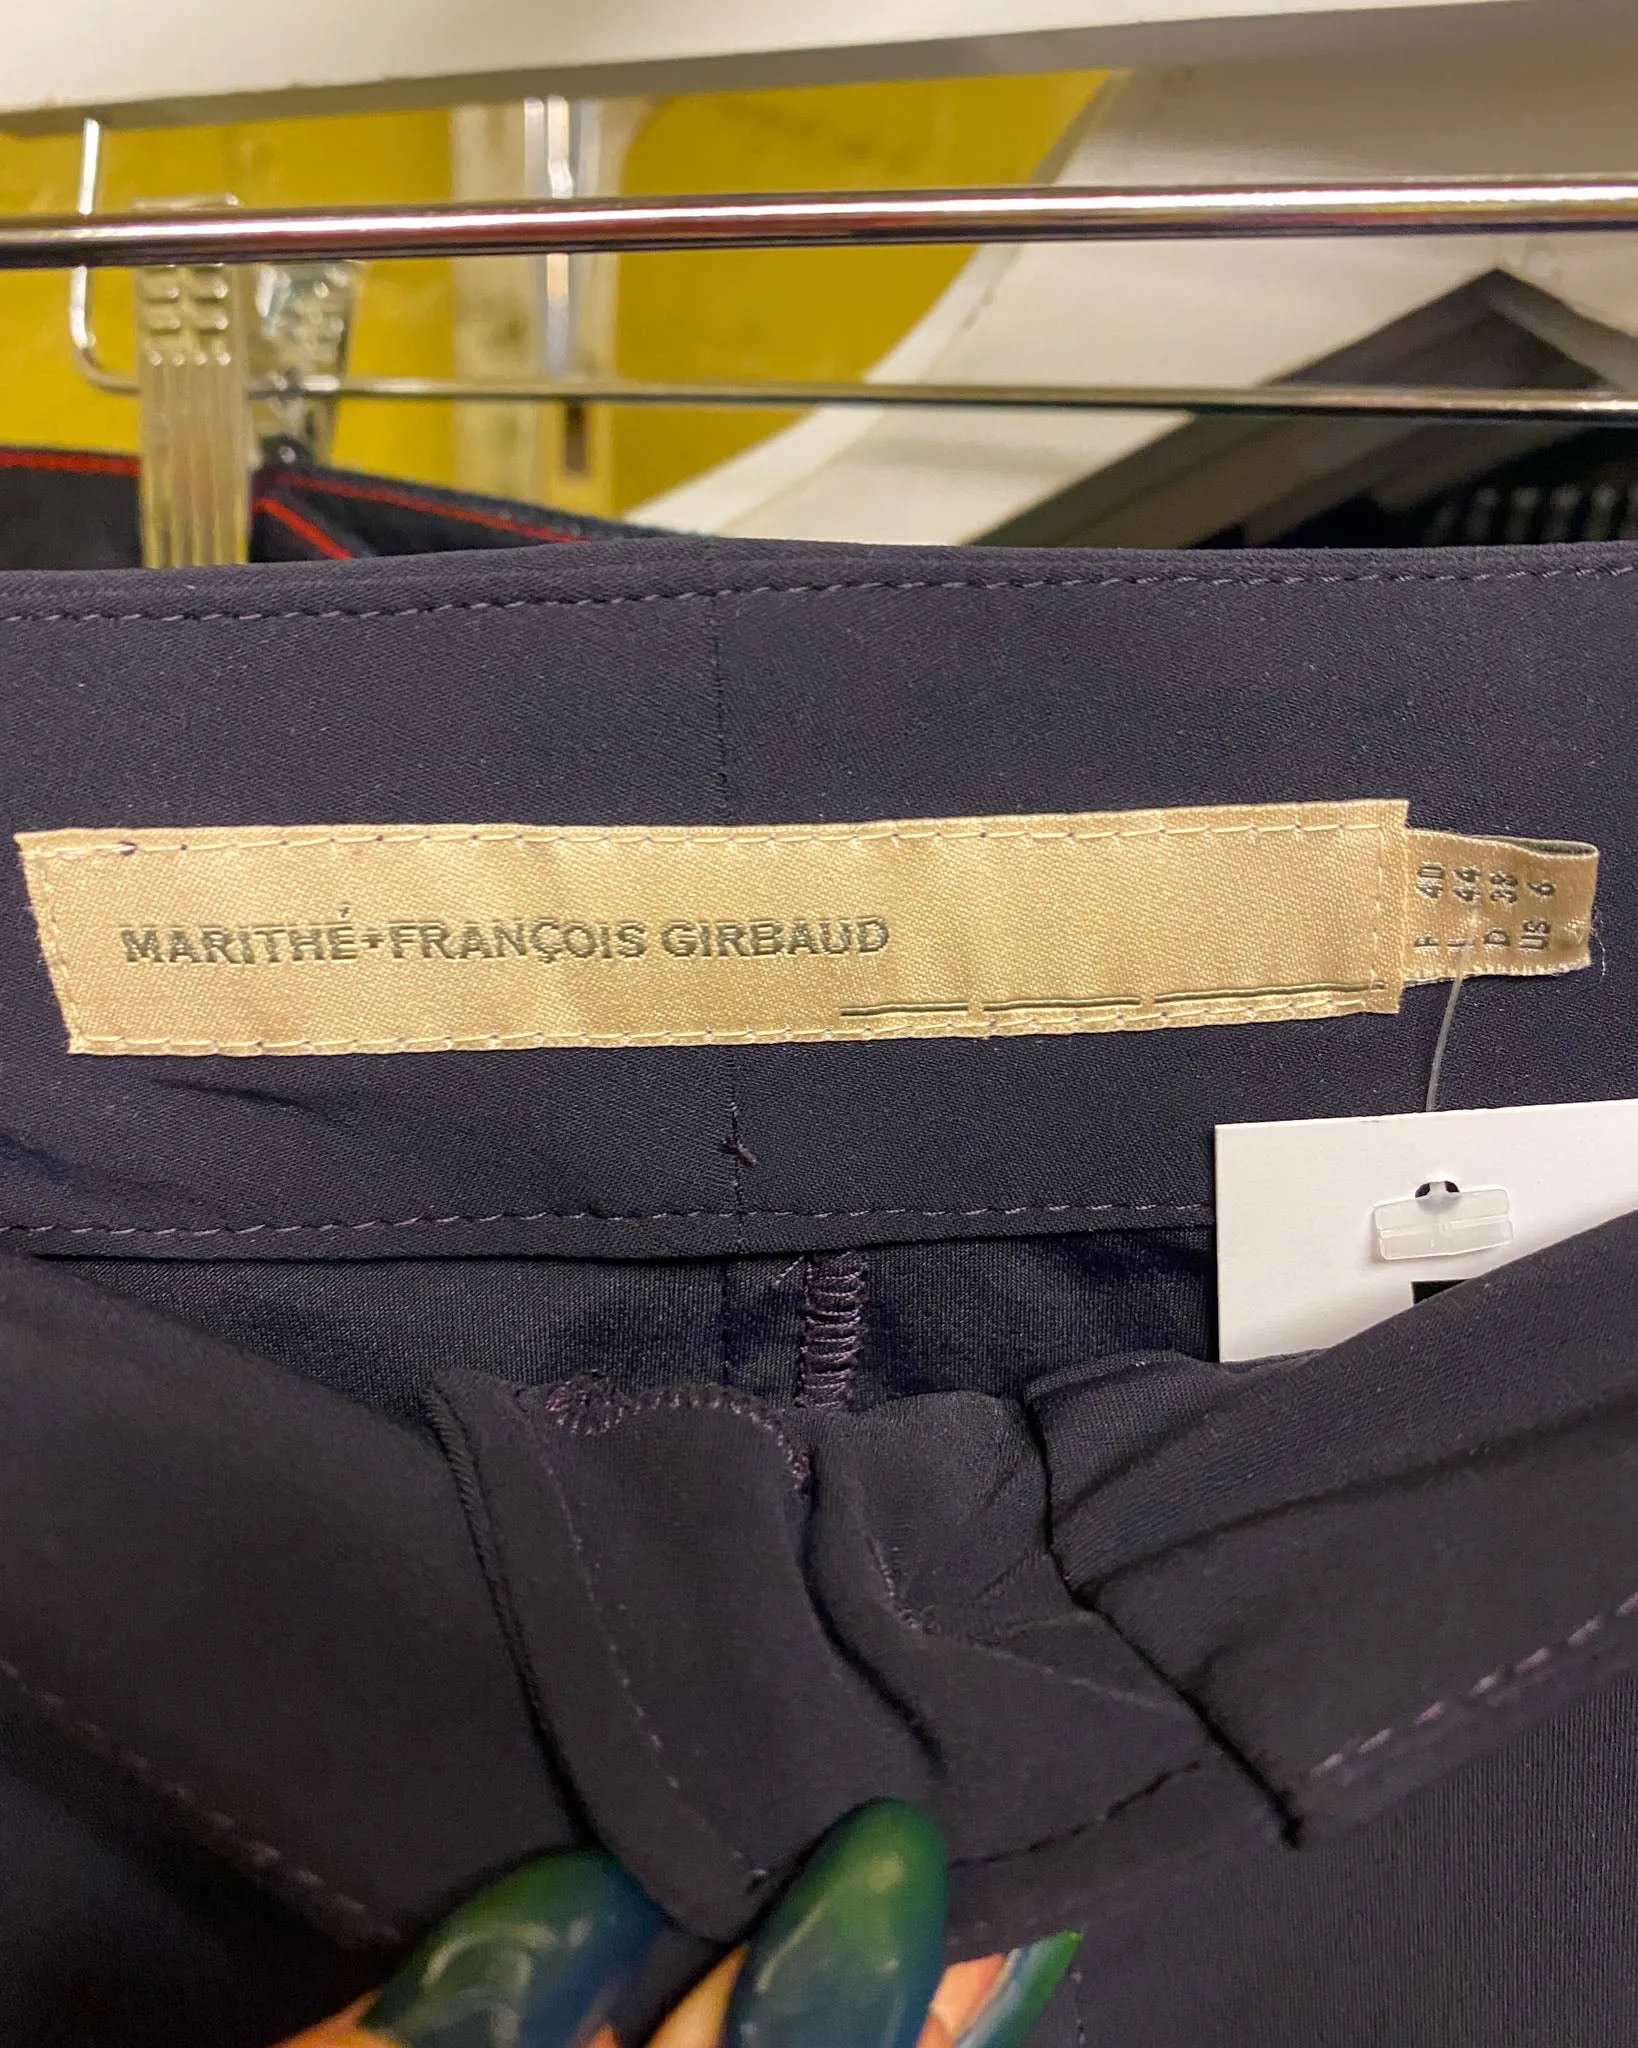 MARITHÉ+FRANÇOIS GIRBAUD
F 40
I 44
D 38
US 6